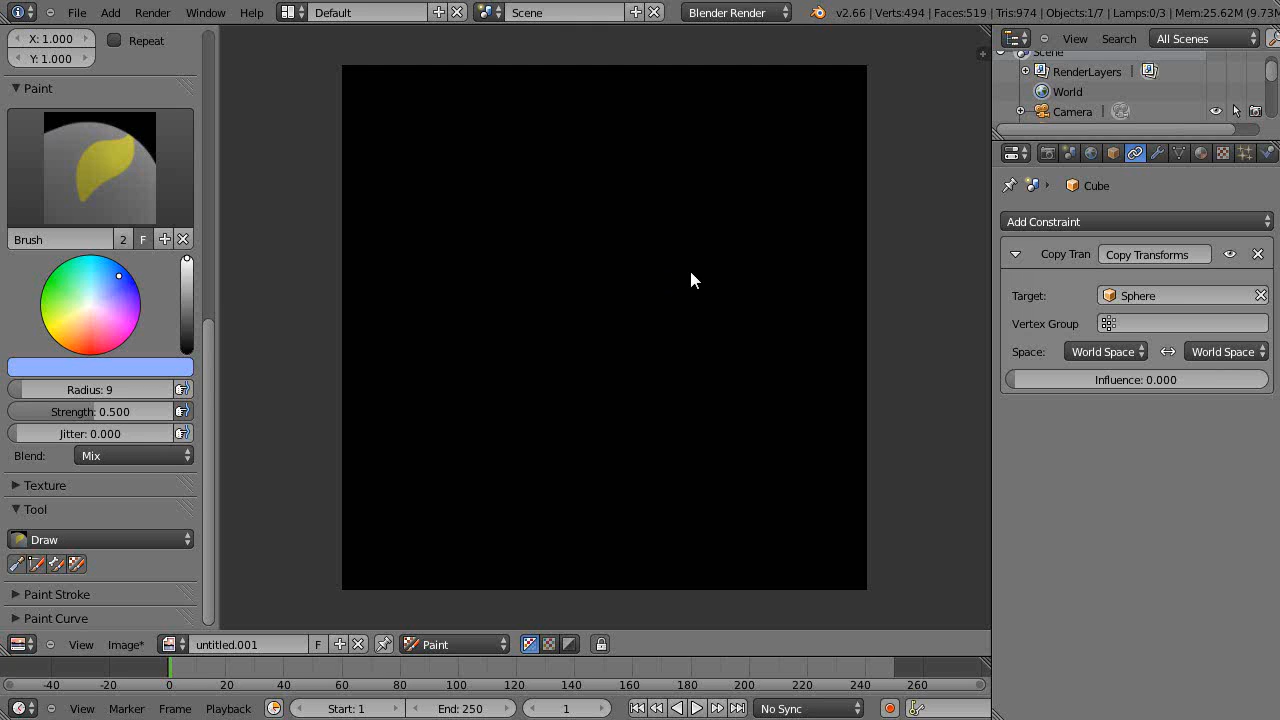 File Add Render Window Help Default Scene Blender Render v2.66 | Verts:494 | Faces:519 | Tris:974 | Objects:1/7 | Lamps:0/3 | Mem:25.62M (9.73M
X: 1.000 Repeat
Y: 1.000
View Search All Scenes
Scene
RenderLayers |
World
Camera |
Paint
Cube
Add Constraint
Brush 2 F
Copy Tran Copy Transforms
Target: Sphere
Vertex Group
Space: World Space World Space
Influence: 0.000
Radius: 9
Strength: 0.500
Jitter: 0.000
Blend: Mix
Texture
Tool
Draw
Paint Stroke
Paint Curve
View Image* untitled.001 F Paint
-40 -20 0 20 40 60 80 100 120 140 160 180 200 220 240 260
View Marker Frame Playback Start: 1 End: 250 1 No Sync